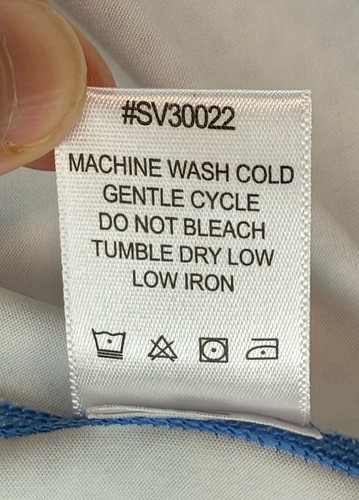 #SV30022
MACHINE WASH COLD
GENTLE CYCLE
DO NOT BLEACH
TUMBLE DRY LOW
LOW IRON